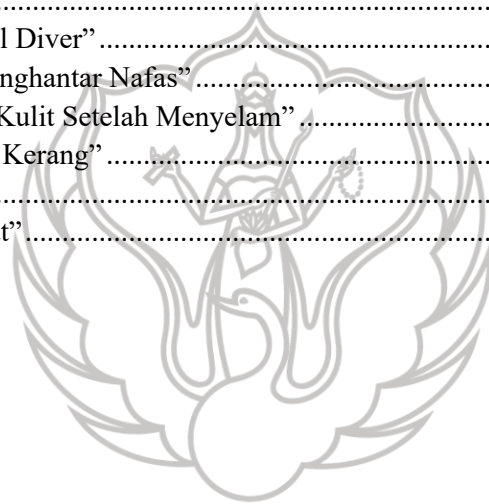 ..........................................................................
l Diver” .................................................................
nghantar Nafas” ..................................................
Kulit Setelah Menyelam” ................................
Kerang” ................................................................
..........................................................................
t” ............................................................................